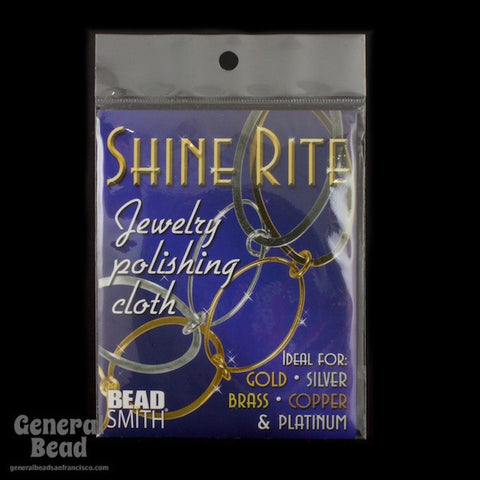 SHINE RITE
Jewelry
polishing
cloth
IDEAL FOR:
GOLD • SILVER
BRASS • COPPER
& PLATINUM
BEAD
SMITH®
GENERAL
BEAD
generalbeadsanfrancisco.com